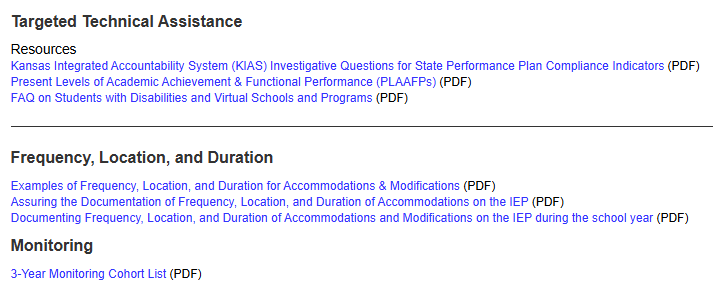 Targeted Technical Assistance
Resources
Kansas Integrated Accountability System (KIAS) Investigative Questions for State Performance Plan Compliance Indicators (PDF)
Present Levels of Academic Achievement & Functional Performance (PLAAFPs) (PDF)
FAQ on Students with Disabilities and Virtual Schools and Programs (PDF)
Frequency, Location, and Duration
Examples of Frequency, Location, and Duration for Accommodations & Modifications (PDF)
Assuring the Documentation of Frequency, Location, and Duration of Accommodations on the IEP (PDF)
Documenting Frequency, Location, and Duration of Accommodations and Modifications on the IEP during the school year (PDF)
Monitoring
3-Year Monitoring Cohort List (PDF)